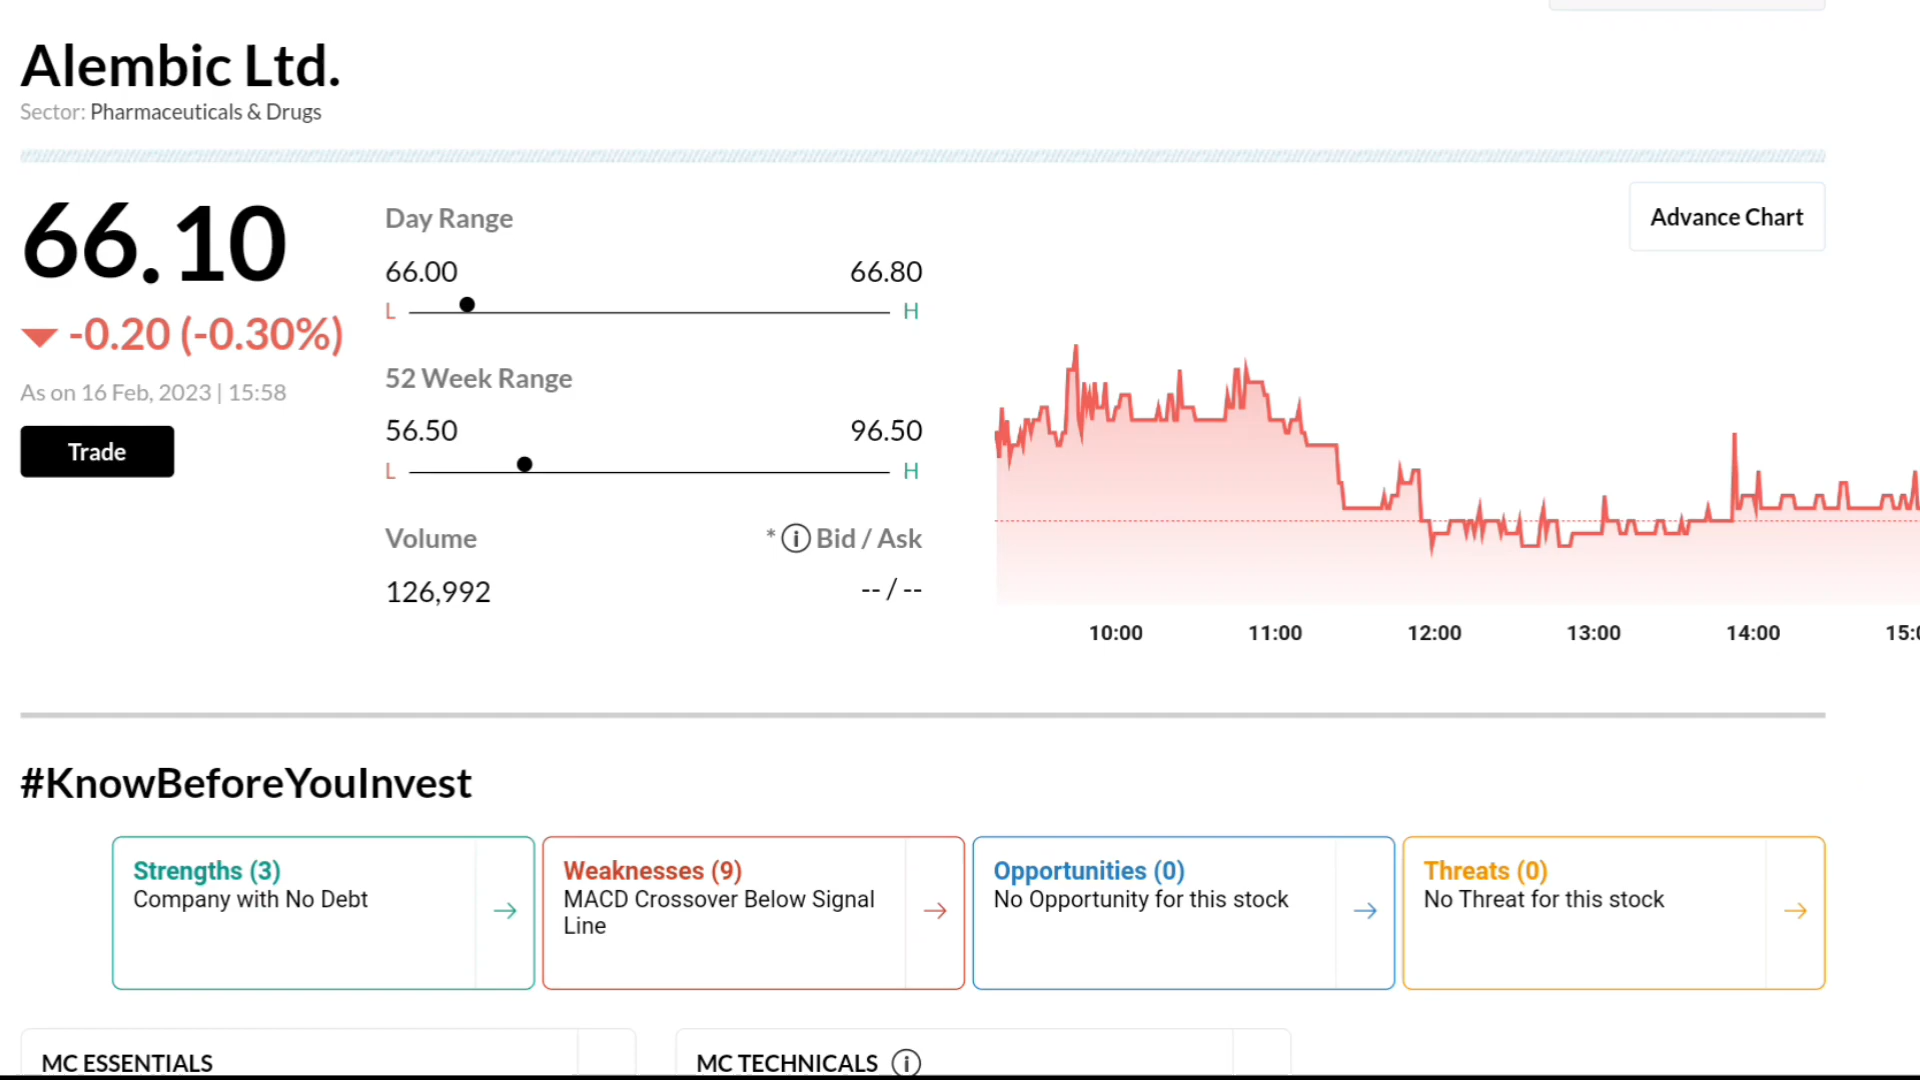 Alembic Ltd.
Sector: Pharmaceuticals & Drugs
66.10
-0.20 (-0.30%)
As on 16 Feb, 2023 | 15:58
Trade
Day Range
66.00 66.80
L H
52 Week Range
56.50 96.50
L H
Volume * i Bid / Ask
126,992 -- / --
Advance Chart
10:00 11:00 12:00 13:00 14:00
#KnowBeforeYouInvest
Strengths (3)
Company with No Debt
Weaknesses (9)
MACD Crossover Below Signal
Line
Opportunities (0)
No Opportunity for this stock
Threats (0)
No Threat for this stock
MC ESSENTIALS
MC TECHNICALS i